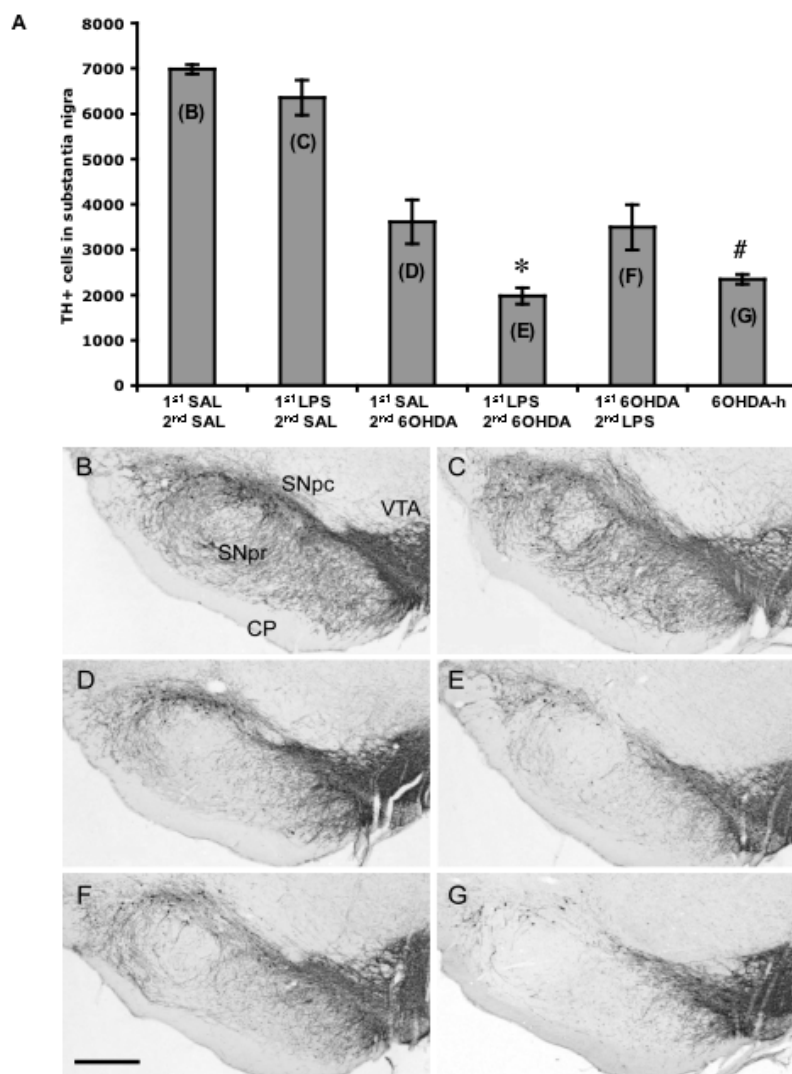 A
TH+ cells in substantia nigra
8000
7000
6000
5000
4000
3000
2000
1000
0
(B)
(C)
(D)
*
(E)
(F)
#
(G)
1st SAL
2nd SAL
1st LPS
2nd SAL
1st SAL
2nd 6OHDA
1st LPS
2nd 6OHDA
1st 6OHDA
2nd LPS
6OHDA-h
B
SNpc
VTA
SNpr
CP
C
D
E
F
G